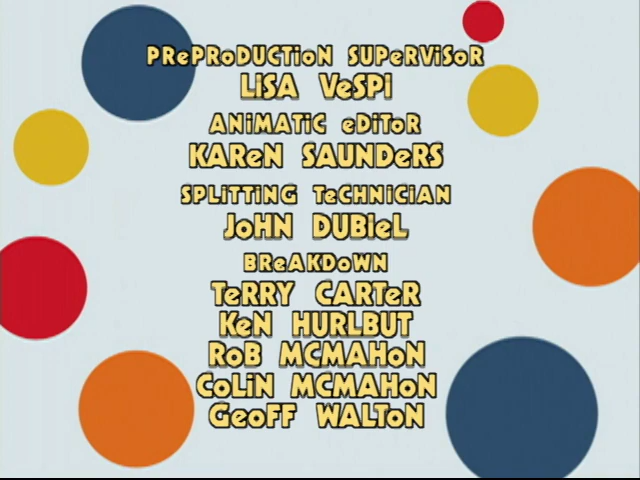 PRePRoDUCTioN SUPeRViSoR
LiSA VeSPi
ANiMATiC eDiToR
KAReN SAUNDeRS
SPLiTTiNG TeCHNiCiAN
JoHN DUBieL
BReAKDoWN
TeRRY CARTeR
KeN HURLBUT
RoB MCMAHoN
CoLiN MCMAHoN
GeoFF WALToN